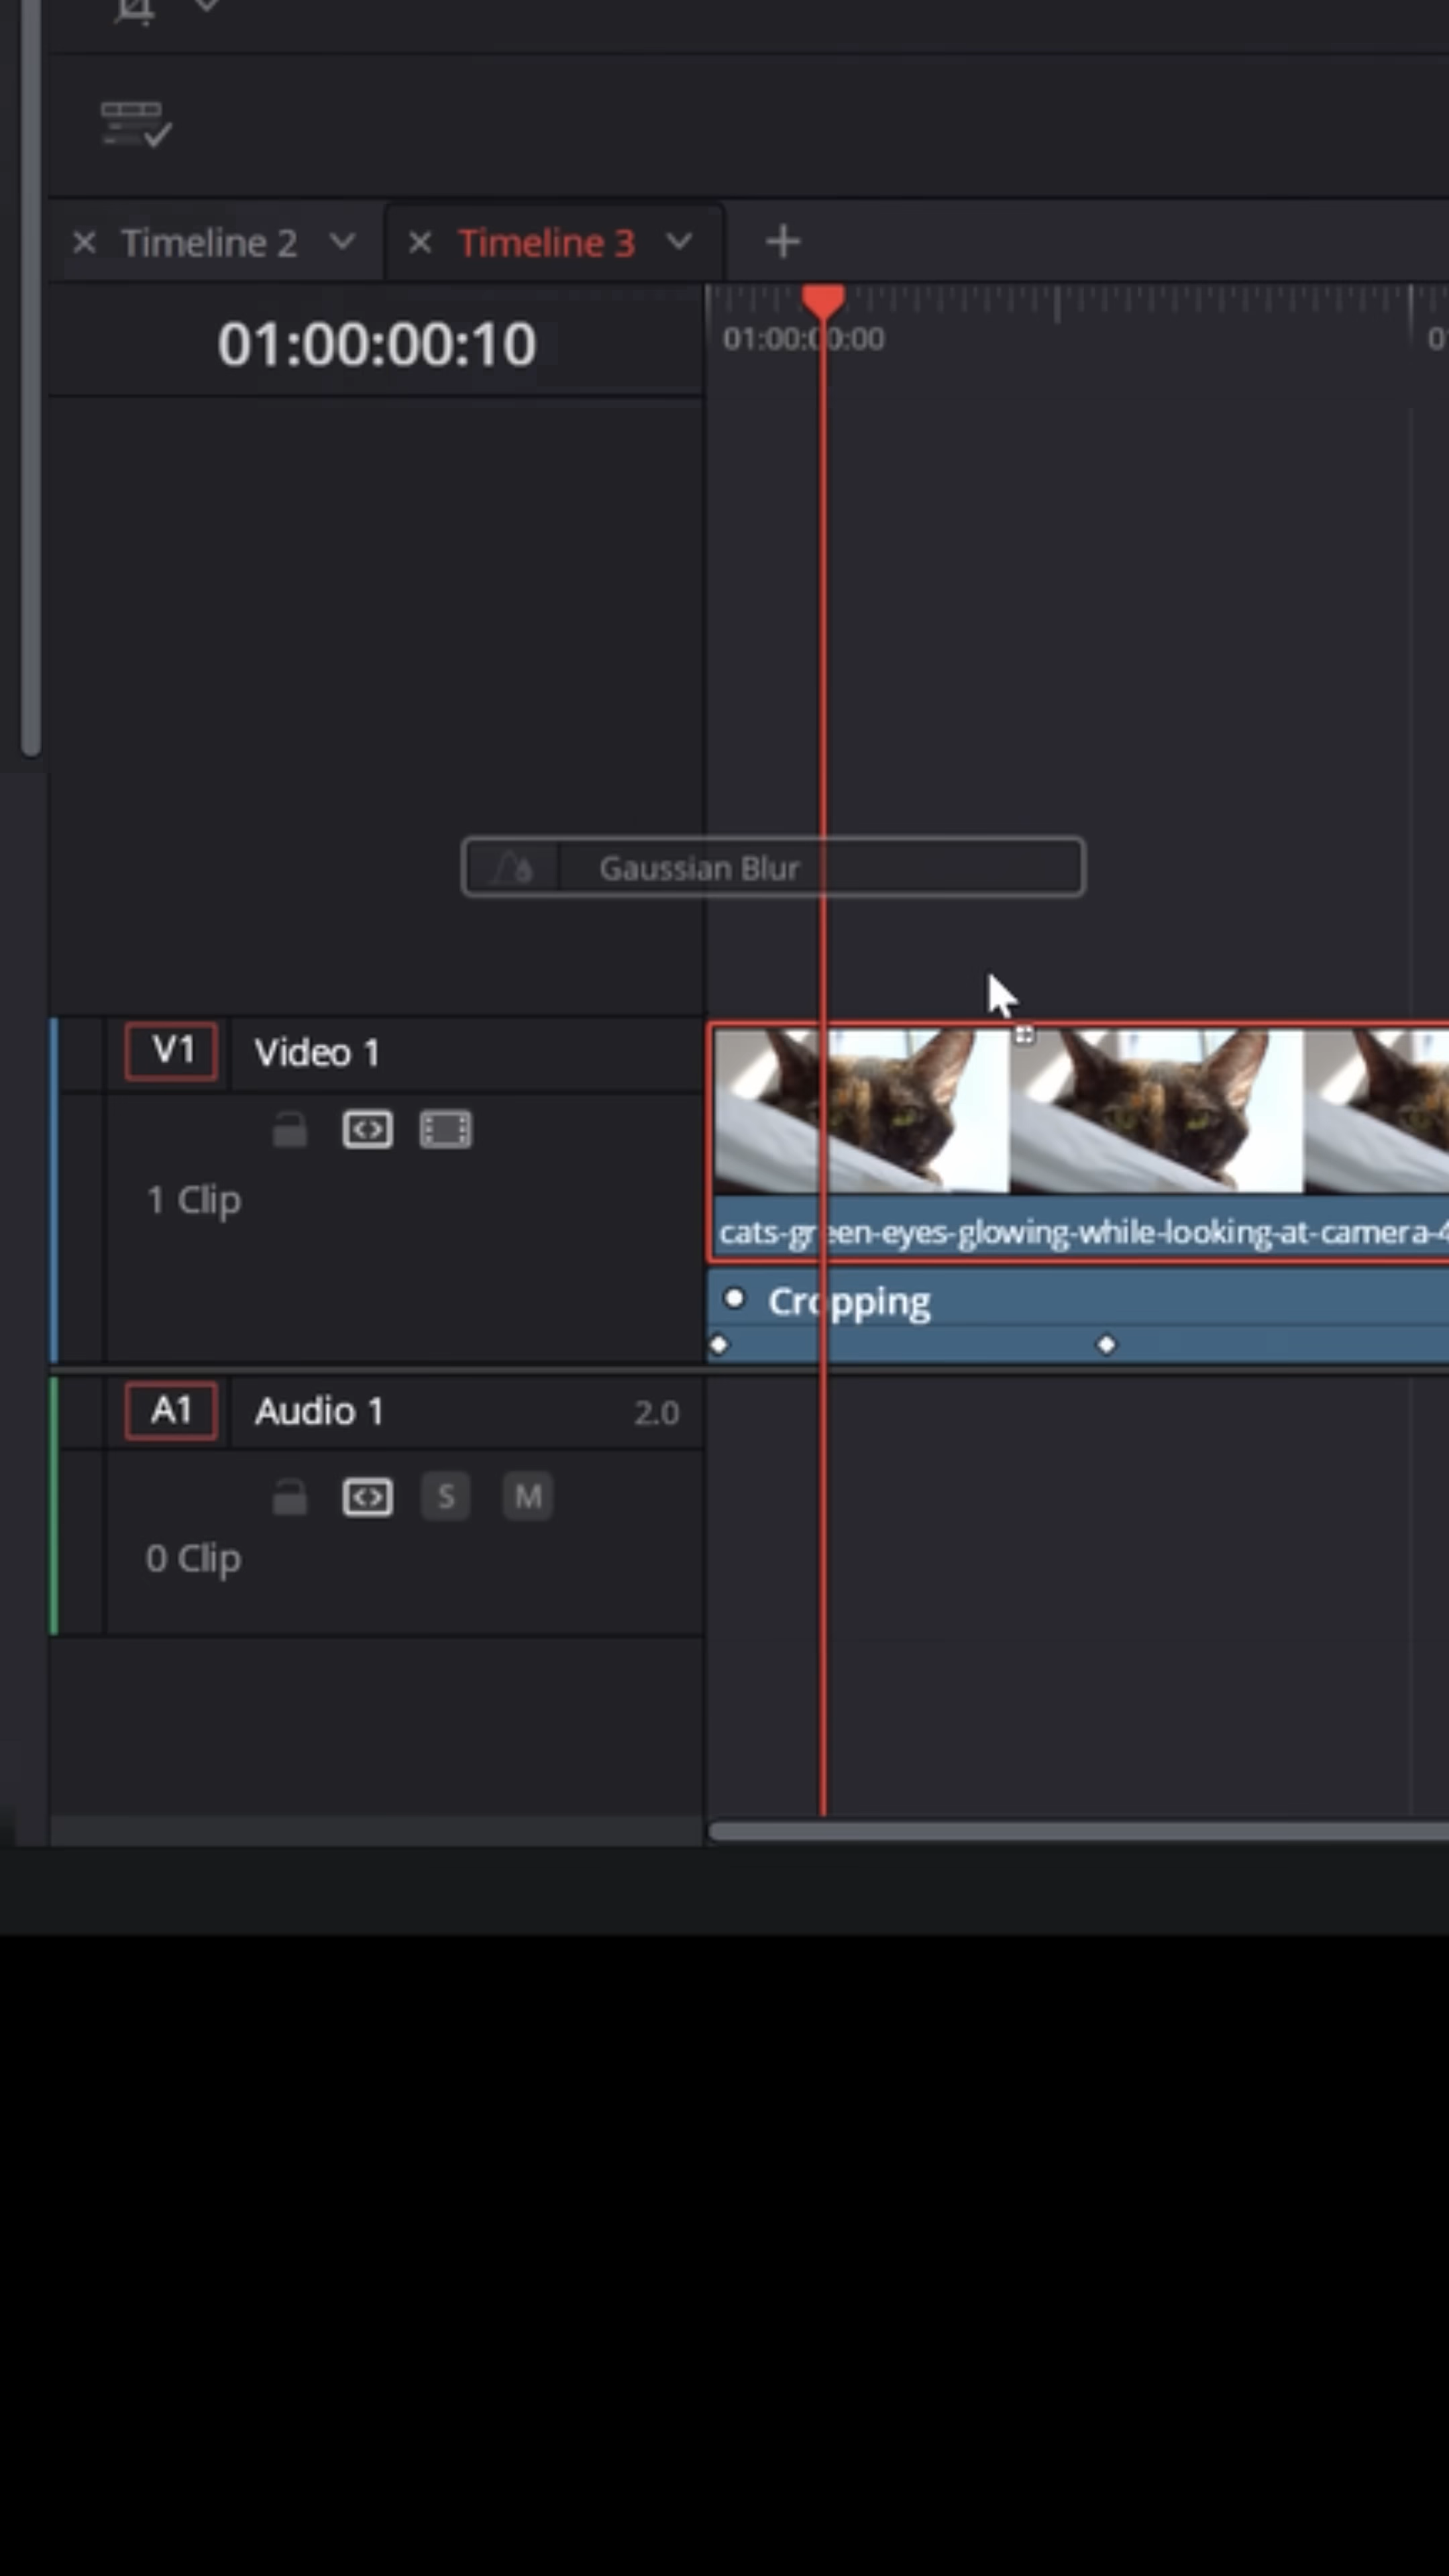 Timeline 2
Timeline 3
01:00:00:10
01:00:00:00
Gaussian Blur
V1 Video 1
1 Clip
cats-green-eyes-glowing-while-looking-at-camera-4
Cropping
A1 Audio 1 2.0
S M
0 Clip